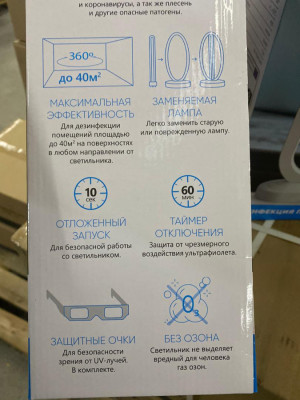 и коронавирусы, а так же плесень
и другие опасные патогены.
360°
до 40м²
МАКСИМАЛЬНАЯ
ЭФФЕКТИВНОСТЬ
Для дезинфекции
помещений площадью
до 40м² на поверхностях
в любом направлении от
светильника.
ЗАМЕНЯЕМАЯ
ЛАМПА
Легко заменить старую
или поврежденную лампу.
10
СЕК
ОТЛОЖЕННЫЙ
ЗАПУСК
Для безопасной работы
со светильником.
60
МИН
ТАЙМЕР
ОТКЛЮЧЕНИЯ
Защита от чрезмерного
воздействия ультрафиолета.
ЗАЩИТНЫЕ ОЧКИ
Для безопасности
зрения от UV-лучей.
В комплекте.
O3
БЕЗ ОЗОНА
Светильник не выделяет
вредный для человека
газ озон.